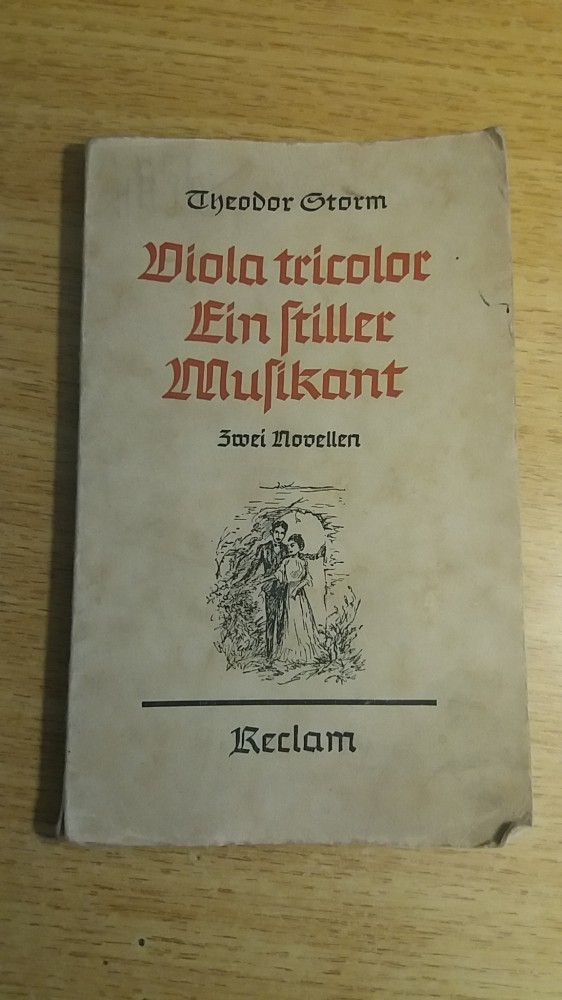 Theodor Storm
Viola tricolor
Ein ſtiller
Muſikant
Zwei Novellen
Reclam